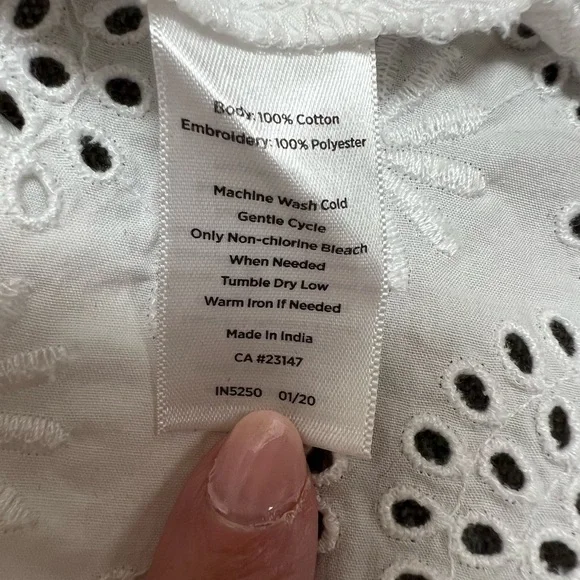 Body: 100% Cotton
Embroidery: 100% Polyester
Machine Wash Cold
Gentle Cycle
Only Non-chlorine Bleach
When Needed
Tumble Dry Low
Warm Iron If Needed
Made in India
CA #23147
IN5250 01/20